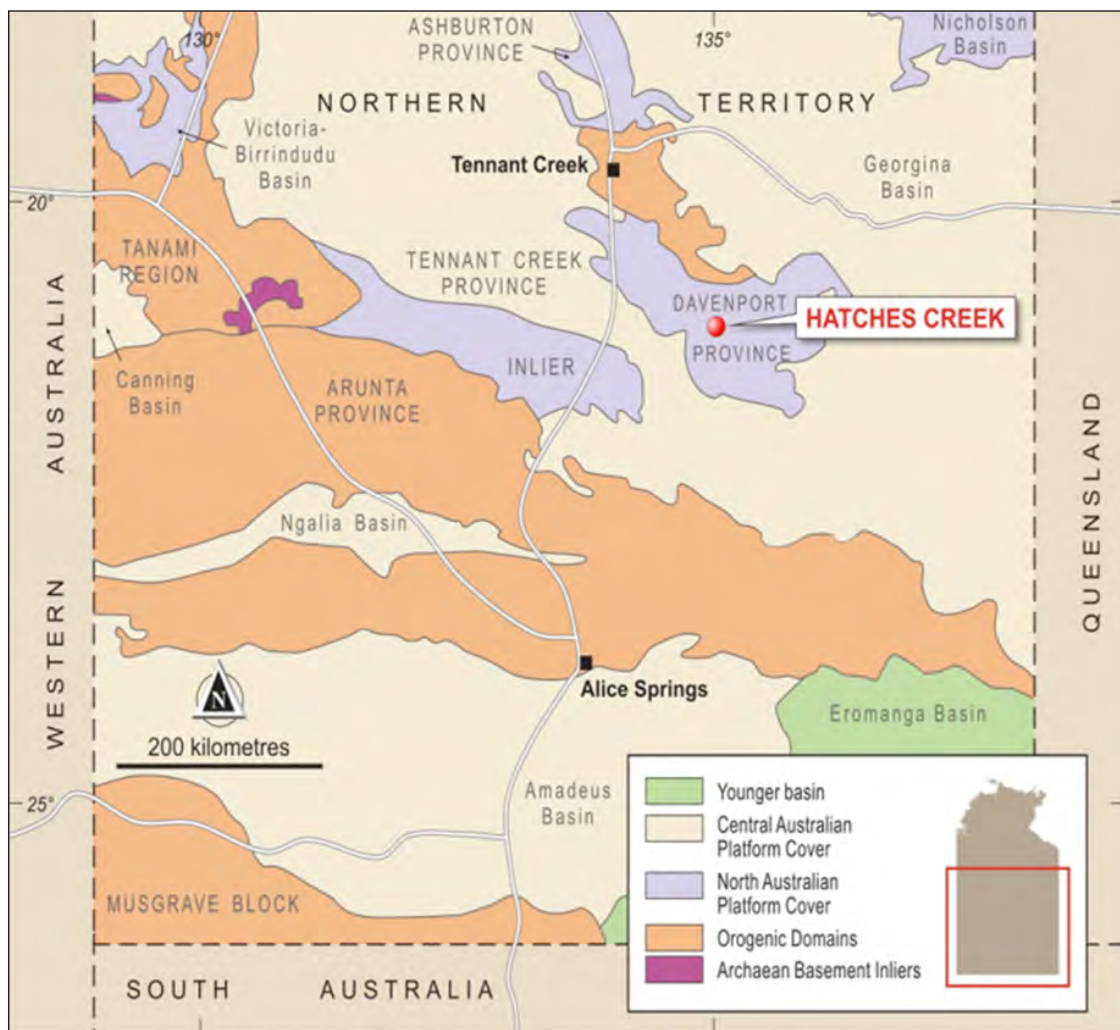 130°
ASHBURTON
PROVINCE
135°
Nicholson
Basin
NORTHERN TERRITORY
Victoria-
Birrindudu
Basin
Tennant Creek
Georgina
Basin
20°
TANAMI
REGION
TENNANT CREEK
PROVINCE
DAVENPORT
PROVINCE
HATCHES CREEK
INLIER
Canning
Basin
ARUNTA
PROVINCE
WESTERN AUSTRALIA
QUEENSLAND
Ngalia Basin
Alice Springs
N
200 kilometres
Eromanga Basin
25°
Amadeus
Basin
MUSGRAVE BLOCK
SOUTH AUSTRALIA
Younger basin
Central Australian
Platform Cover
North Australian
Platform Cover
Orogenic Domains
Archaean Basement Inliers